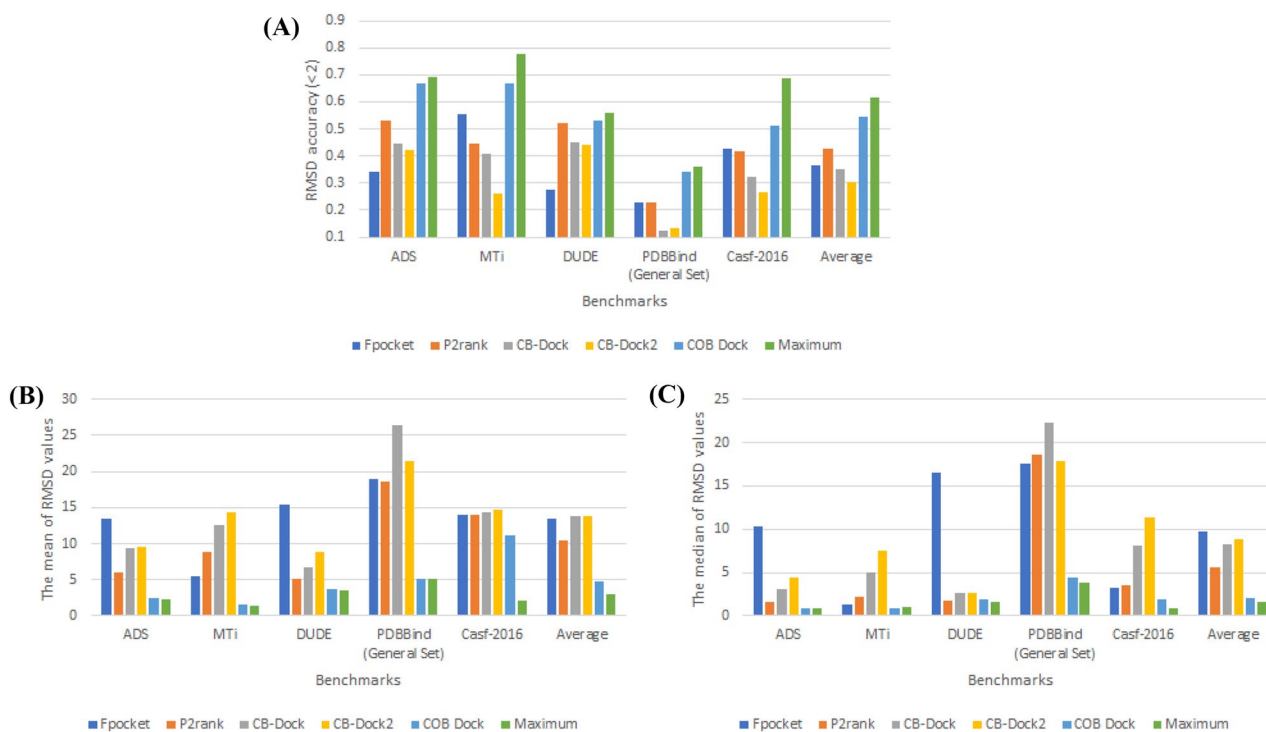 (A)
RMSD accuracy (< 2)
0.9
0.8
0.7
0.6
0.5
0.4
0.3
0.2
0.1
ADS MTi DUDE PDBBind Casf-2016 Average
(General Set)
Benchmarks
Fpocket P2rank CB-Dock CB-Dock2 COB Dock Maximum
(B)
The mean of RMSD values
30
25
20
15
10
5
0
ADS MTi DUDE PDBBind Casf-2016 Average
(General Set)
Benchmarks
Fpocket P2rank CB-Dock CB-Dock2 COB Dock Maximum
(C)
The median of RMSD values
25
20
15
10
5
0
ADS MTi DUDE PDBBind Casf-2016 Average
(General Set)
Benchmarks
Fpocket P2rank CB-Dock CB-Dock2 COB Dock Maximum